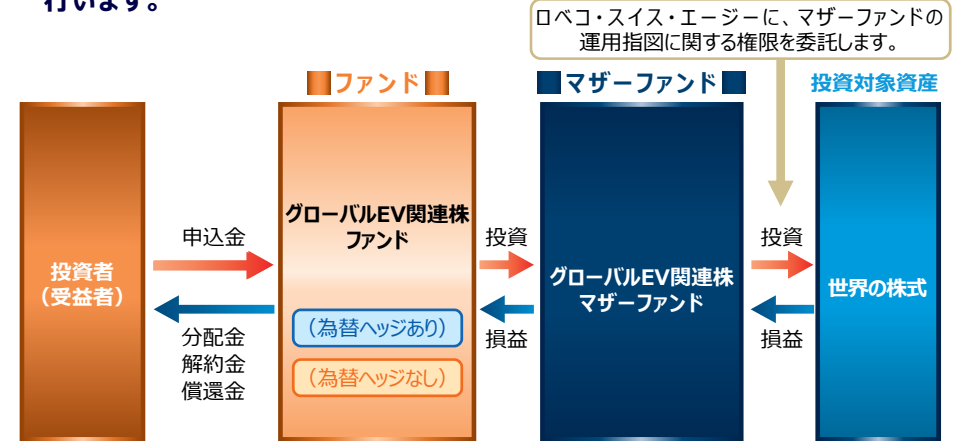 行います。
ロベコ・スイス・エージーに、マザーファンドの
運用指図に関する権限を委託します。
ファンド
マザーファンド
投資対象資産
投資者
（受益者）
申込金
分配金
解約金
償還金
グローバルEV関連株
ファンド
（為替ヘッジあり）
（為替ヘッジなし）
投資
損益
グローバルEV関連株
マザーファンド
投資
損益
世界の株式